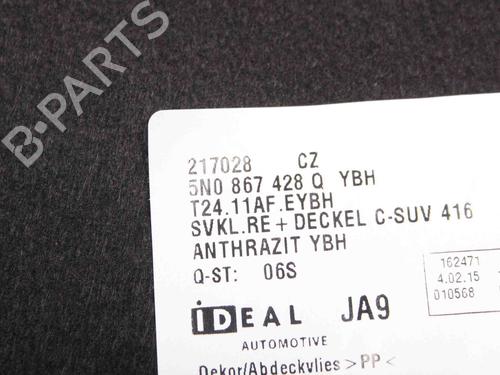 B-PARTS
217028 CZ
5N0 867 428 Q YBH
T24.11AF.EYBH
SVKL.RE+DECKEL C-SUV 416
ANTHRAZIT YBH
Q-ST: 06S
162471
4.02.15
010568
IDEAL JA9
AUTOMOTIVE
Dekor/Abdeckvlies >PP<